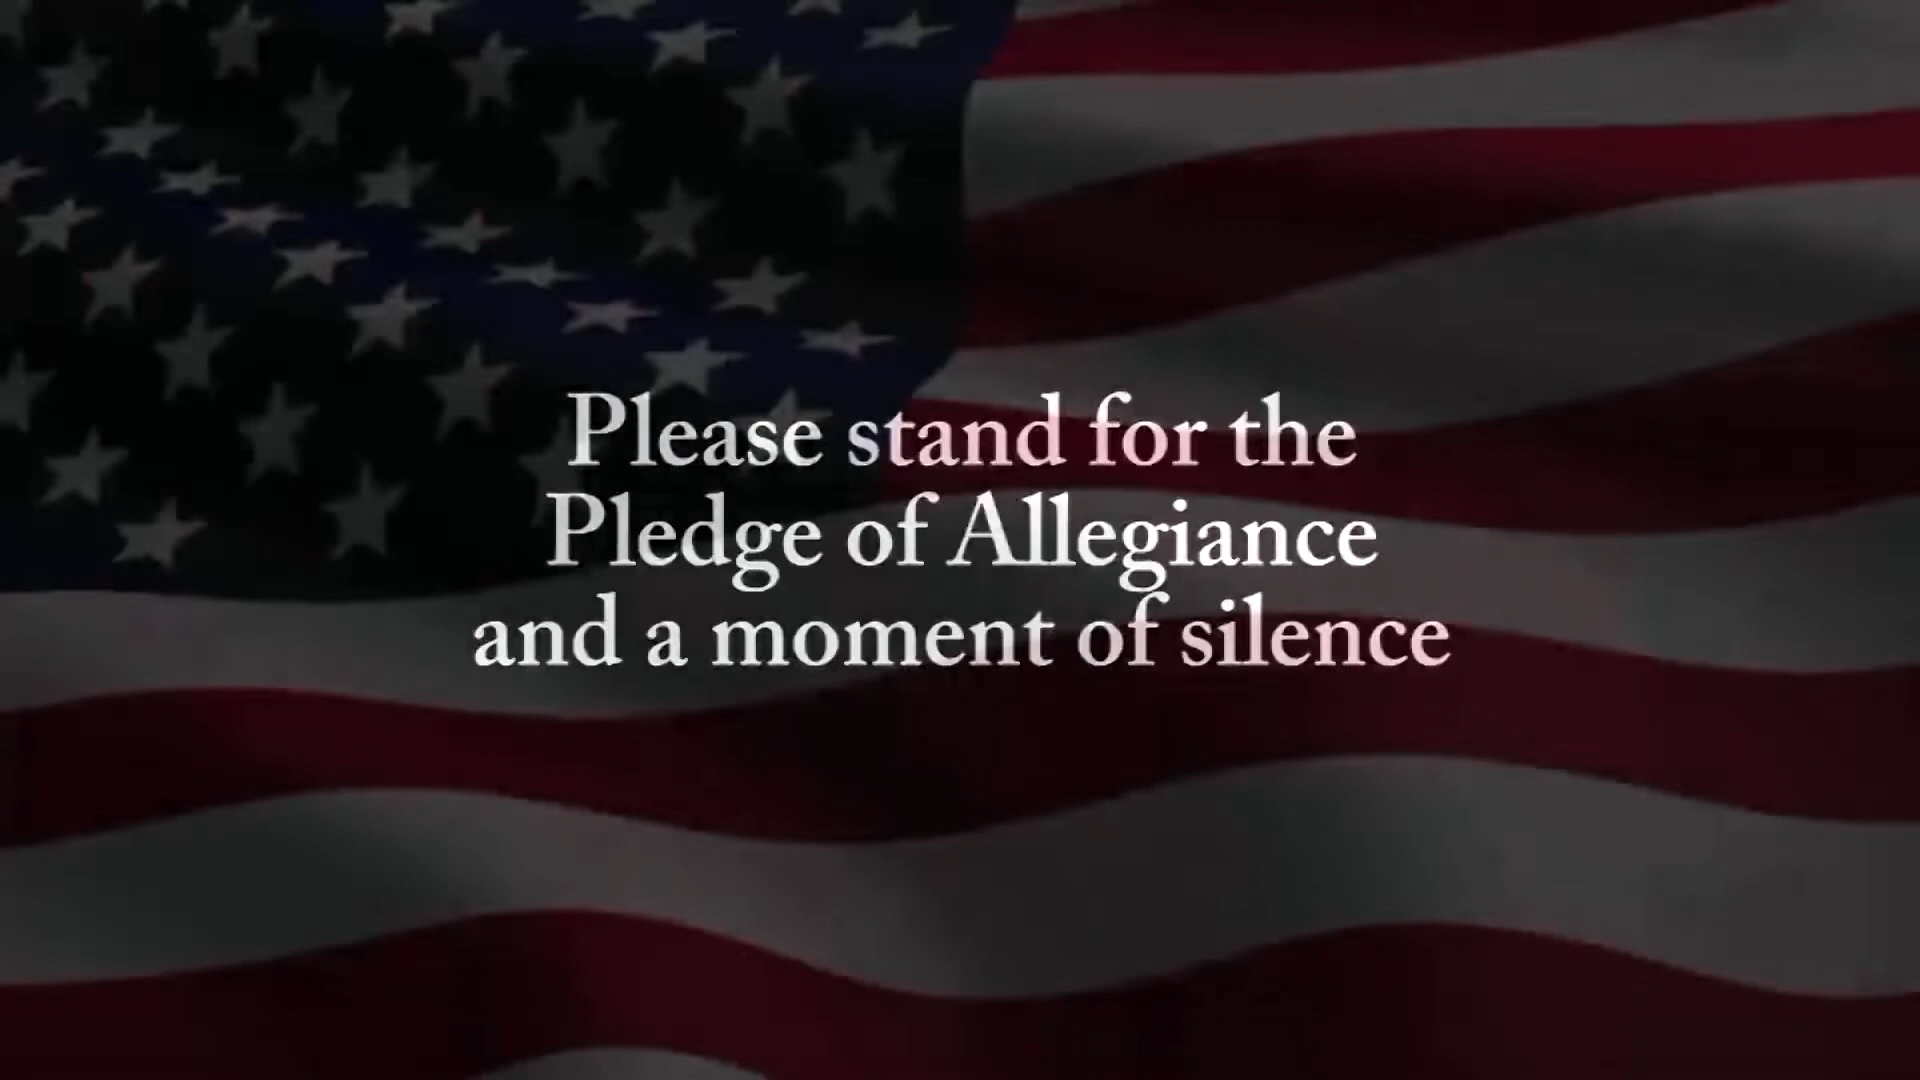 Please stand for the
Pledge of Allegiance
and a moment of silence